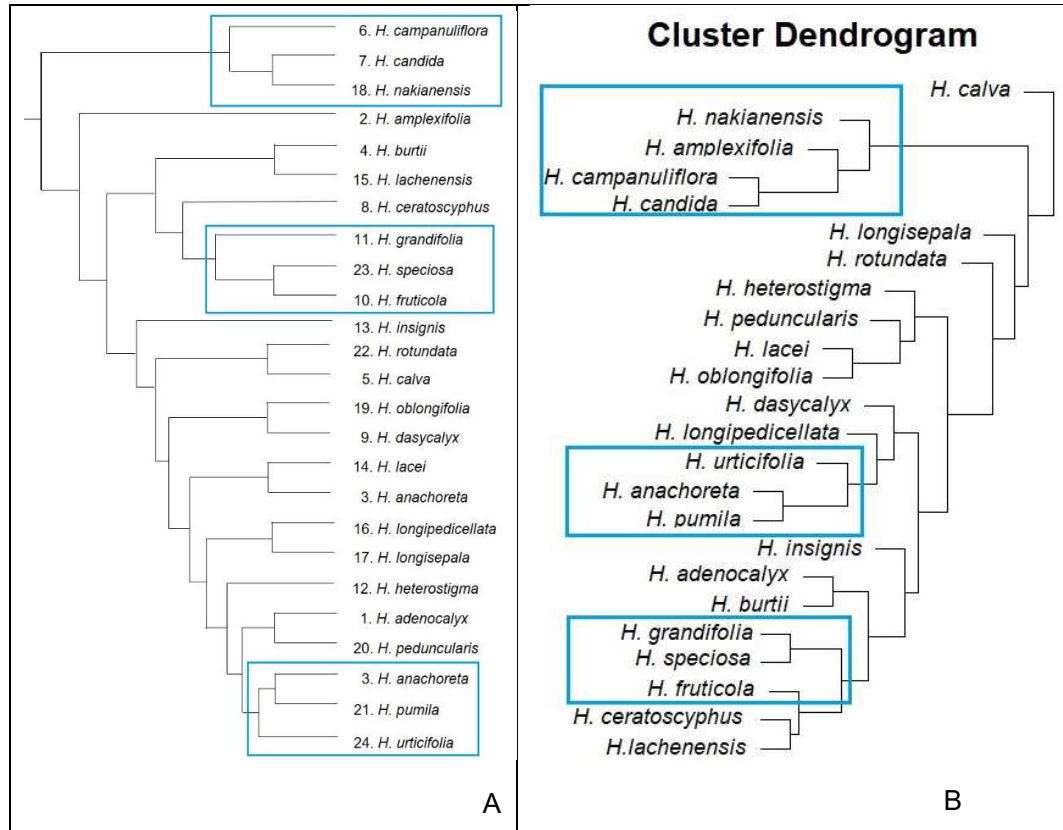 6. H. campanuliflora
7. H. candida
18. H. nakianensis
2. H. amplexifolia
4. H. burtii
15. H. lachenensis
8. H. ceratoscyphus
11. H. grandifolia
23. H. speciosa
10. H. fruticola
13. H. insignis
22. H. rotundata
5. H. calva
19. H. oblongifolia
9. H. dasycalyx
14. H. lacei
3. H. anachoreta
16. H. longipedicellata
17. H. longisepala
12. H. heterostigma
1. H. adenocalyx
20. H. peduncularis
3. H. anachoreta
21. H. pumila
24. H. urticifolia
A
Cluster Dendrogram
H. calva
H. nakianensis
H. amplexifolia
H. campanuliflora
H. candida
H. longisepala
H. rotundata
H. heterostigma
H. peduncularis
H. lacei
H. oblongifolia
H. dasycalyx
H. longipedicellata
H. urticifolia
H. anachoreta
H. pumila
H. insignis
H. adenocalyx
H. burtii
H. grandifolia
H. speciosa
H. fruticola
H. ceratoscyphus
H.lachenensis
B